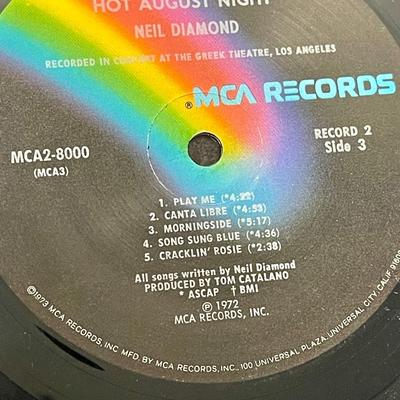 HOT AUGUST NIGHT
NEIL DIAMOND
RECORDED IN CONCERT AT THE GREEK THEATRE, LOS ANGELES
®MCA RECORDS
MCA2-8000
(MCA3)
RECORD 2
Side 3
1. PLAY ME (*4:22)
2. CANTA LIBRE (*4:53)
3. MORNINGSIDE (*5:17)
4. SONG SUNG BLUE (*4:36)
5. CRACKLIN' ROSIE (*2:38)
All songs written by Neil Diamond
PRODUCED BY TOM CATALANO
* ASCAP † BMI
℗ 1972
MCA RECORDS, INC.
©1973 MCA RECORDS, INC. MFG BY MCA RECORDS, INC., 100 UNIVERSAL PLAZA, UNIVERSAL CITY, CALIF 91608